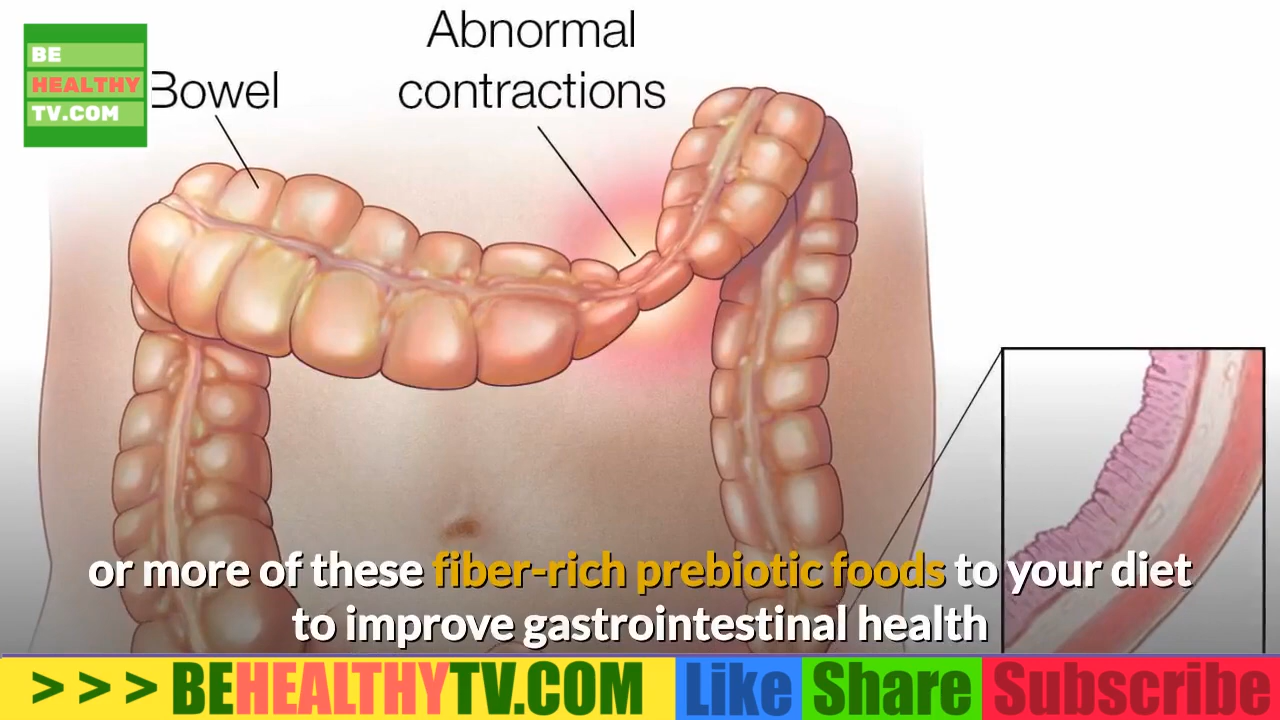 BE
HEALTHY
TV.COM
Bowel
Abnormal
contractions
or more of these fiber-rich prebiotic foods to your diet
to improve gastrointestinal health
> > > BEHEALTHYTV.COM Like Share Subscribe